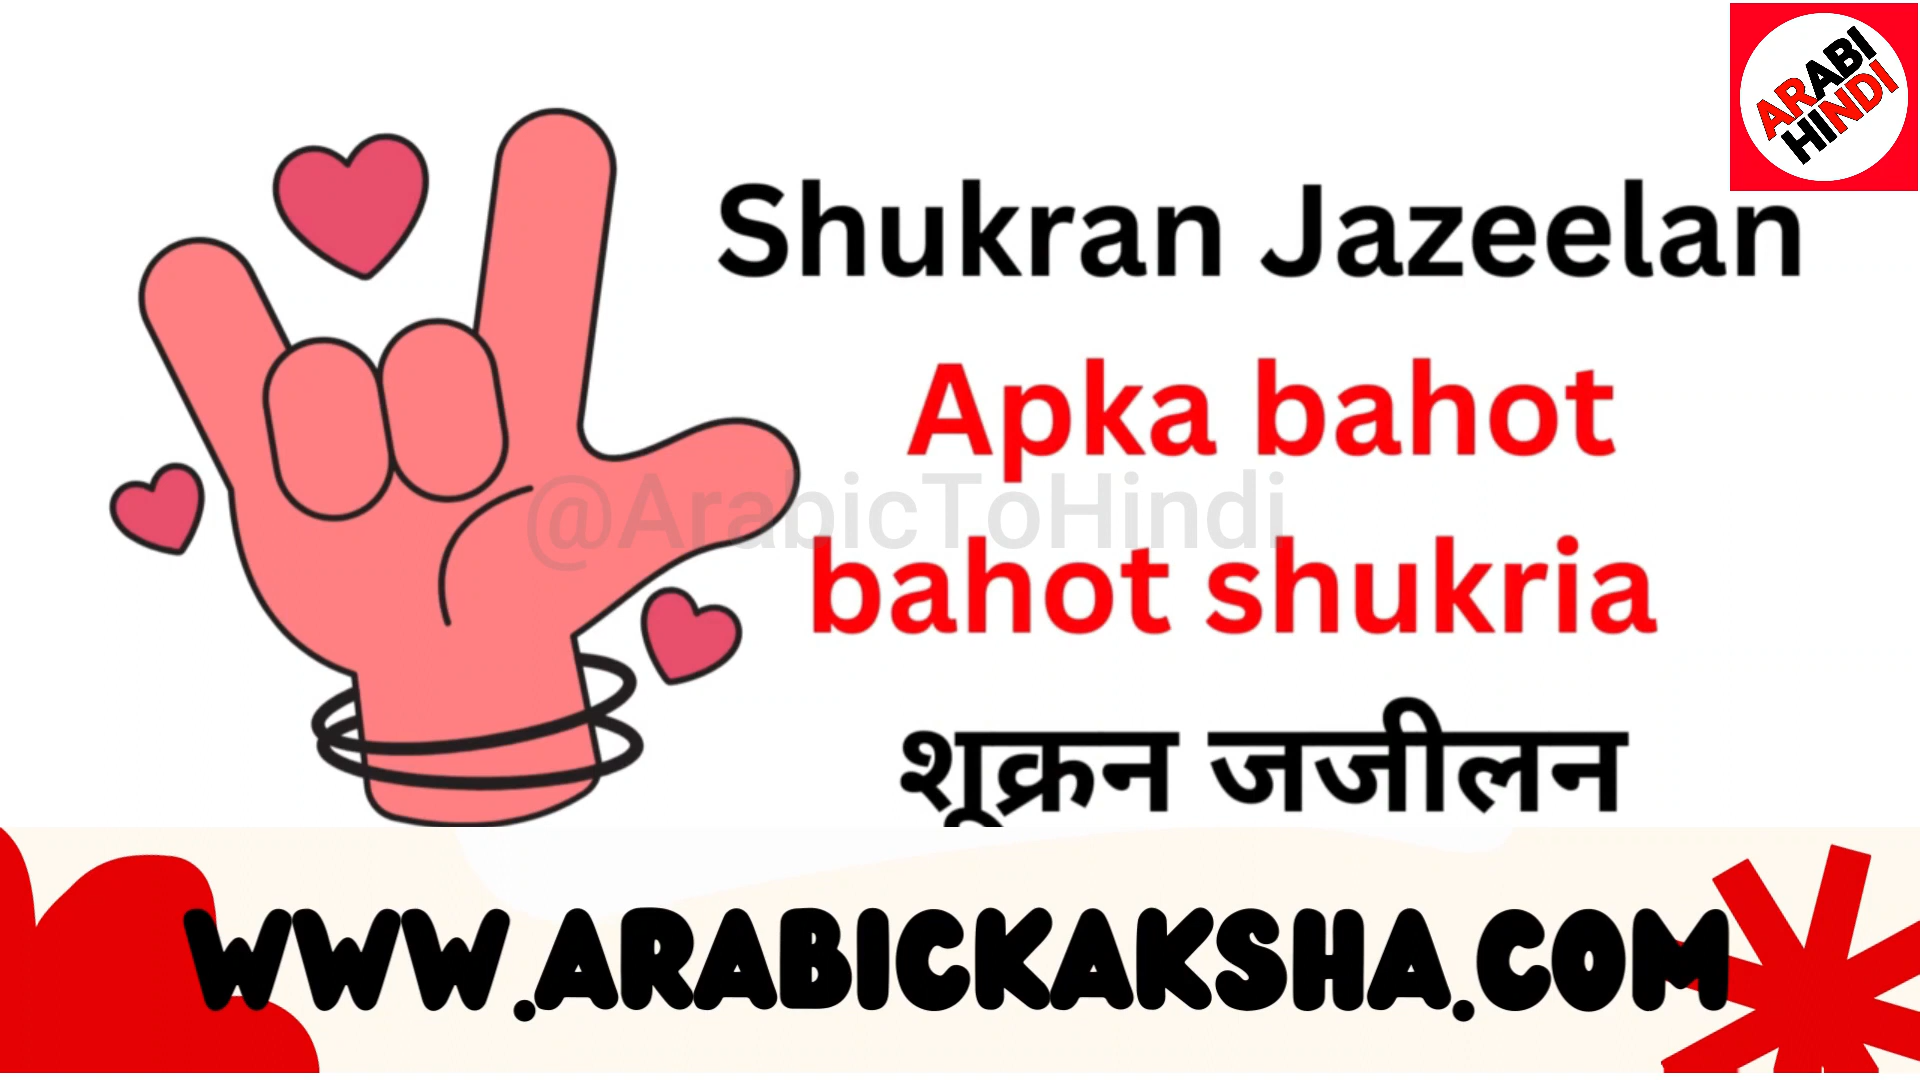 ARABI
HINDI
Shukran Jazeelan
Apka bahot
@ArabicToHindi
bahot shukria
शूक्रन जजीलन
WWW.ARABICKAKSHA.COM